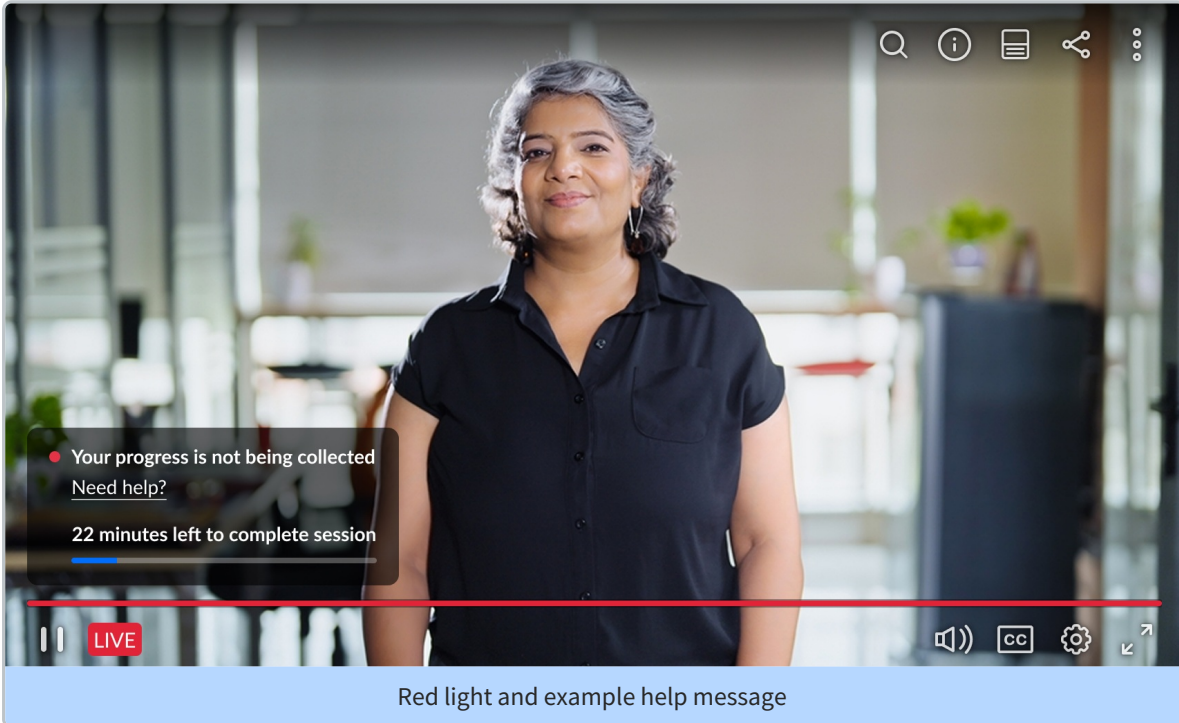 Your progress is not being collected
Need help?
22 minutes left to complete session
LIVE
CC
Red light and example help message